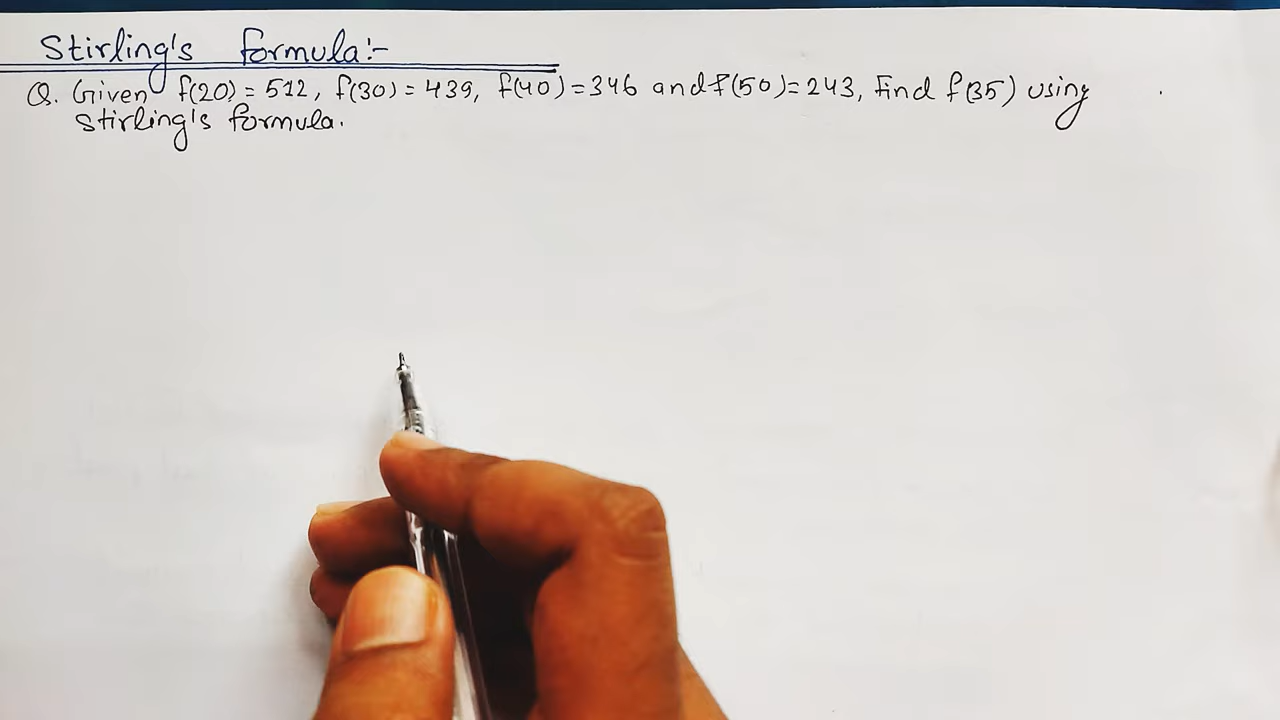 Stirling's formula:-
Q. Given f(20) = 512, f(30) = 439, f(40) = 346 and f(50) = 243, Find f(35) using
Stirling's formula.